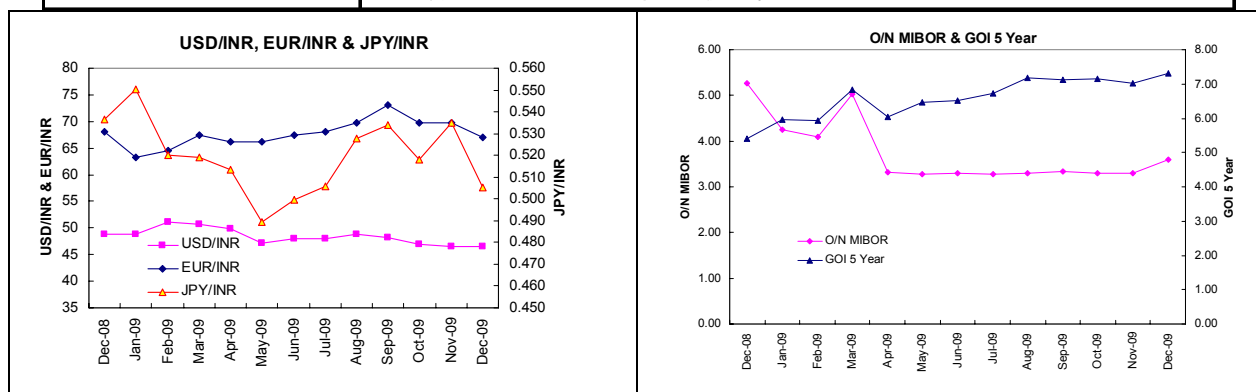 USD/INR, EUR/INR & JPY/INR
USD/INR & EUR/INR
80
75
70
65
60
55
50
45
40
35
0.560
0.550
0.540
0.530
0.520
0.510
0.500
0.490
0.480
0.470
0.460
0.450
JPY/INR
USD/INR
EUR/INR
JPY/INR
Dec-08
Jan-09
Feb-09
Mar-09
Apr-09
May-09
Jun-09
Jul-09
Aug-09
Sep-09
Oct-09
Nov-09
Dec-09
O/N MIBOR & GOI 5 Year
O/N MIBOR
6.00
5.00
4.00
3.00
2.00
1.00
0.00
8.00
7.00
6.00
5.00
4.00
3.00
2.00
1.00
0.00
GOI 5 Year
O/N MIBOR
GOI 5 Year
Dec-08
Jan-09
Feb-09
Mar-09
Apr-09
May-09
Jun-09
Jul-09
Aug-09
Sep-09
Oct-09
Nov-09
Dec-09